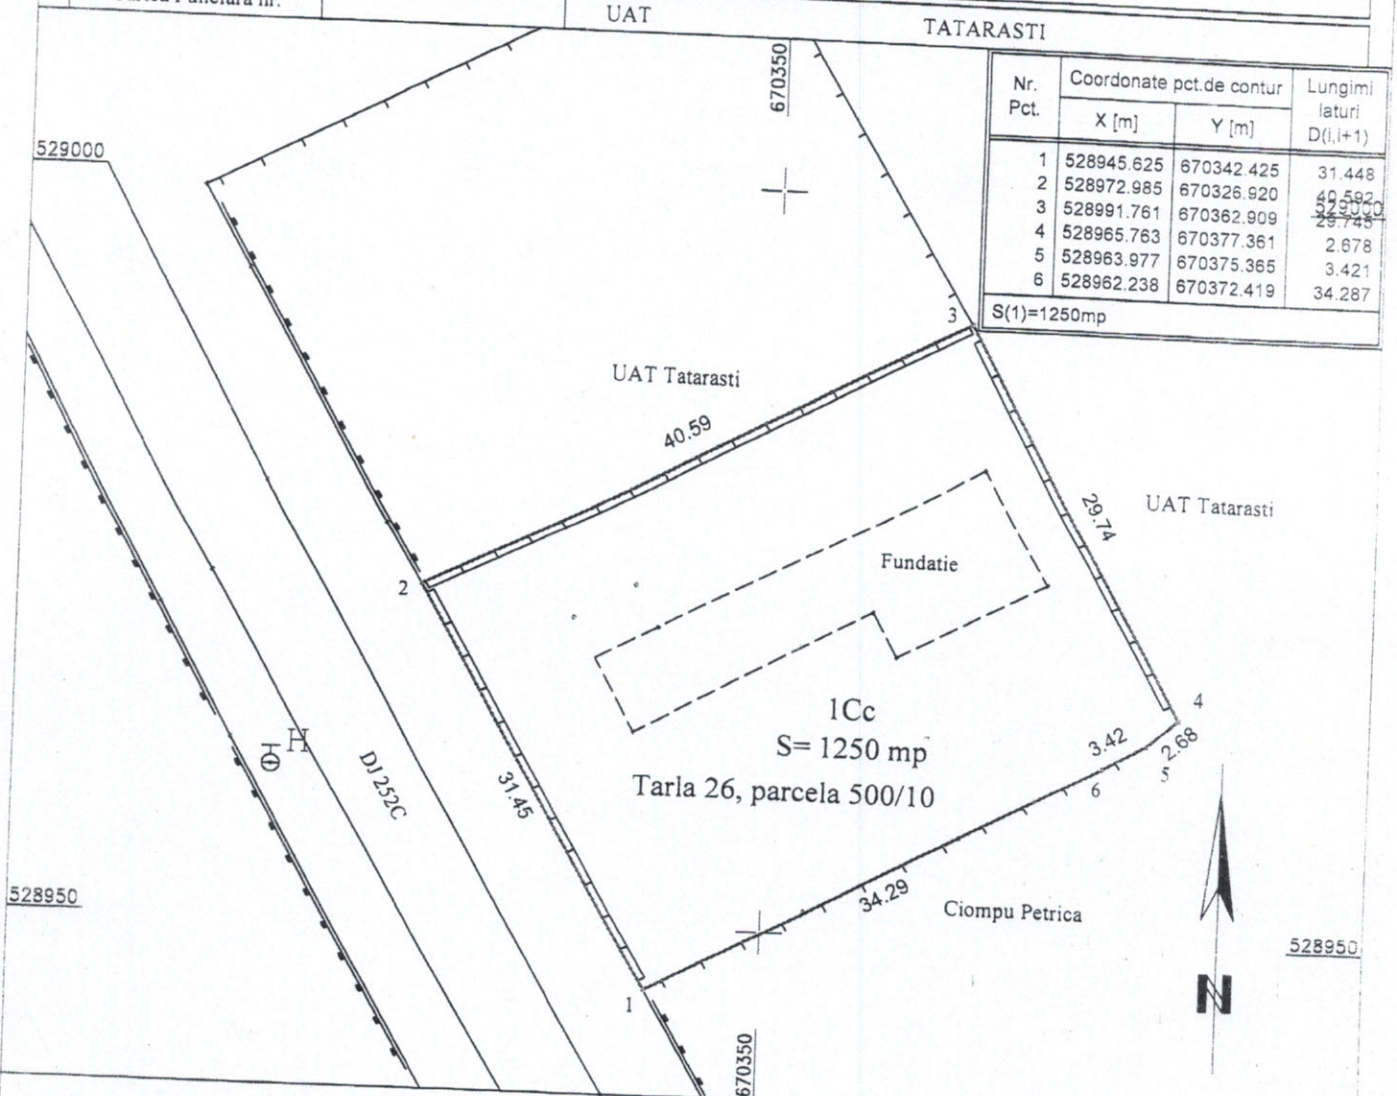 UAT TATARASTI
Nr. Pct. Coordonate pct.de contur Lungimi laturi D(i,i+1)
X [m] Y [m]
1 528945.625 670342.425 31.448
2 528972.985 670326.920 40.592
529000
3 528991.761 670362.909 29.745
4 528965.763 670377.361 2.678
5 528963.977 670375.365 3.421
6 528962.238 670372.419 34.287
S(1)=1250mp
670350
529000
3
UAT Tatarasti
40.59
29.74
UAT Tatarasti
Fundatie
2
4
1Cc
S= 1250 mp
Tarla 26, parcela 500/10
3.42
2.68
5
6
H
DJ 252C
31.45
34.29
Ciompu Petrica
528950
528950
N
1
670350